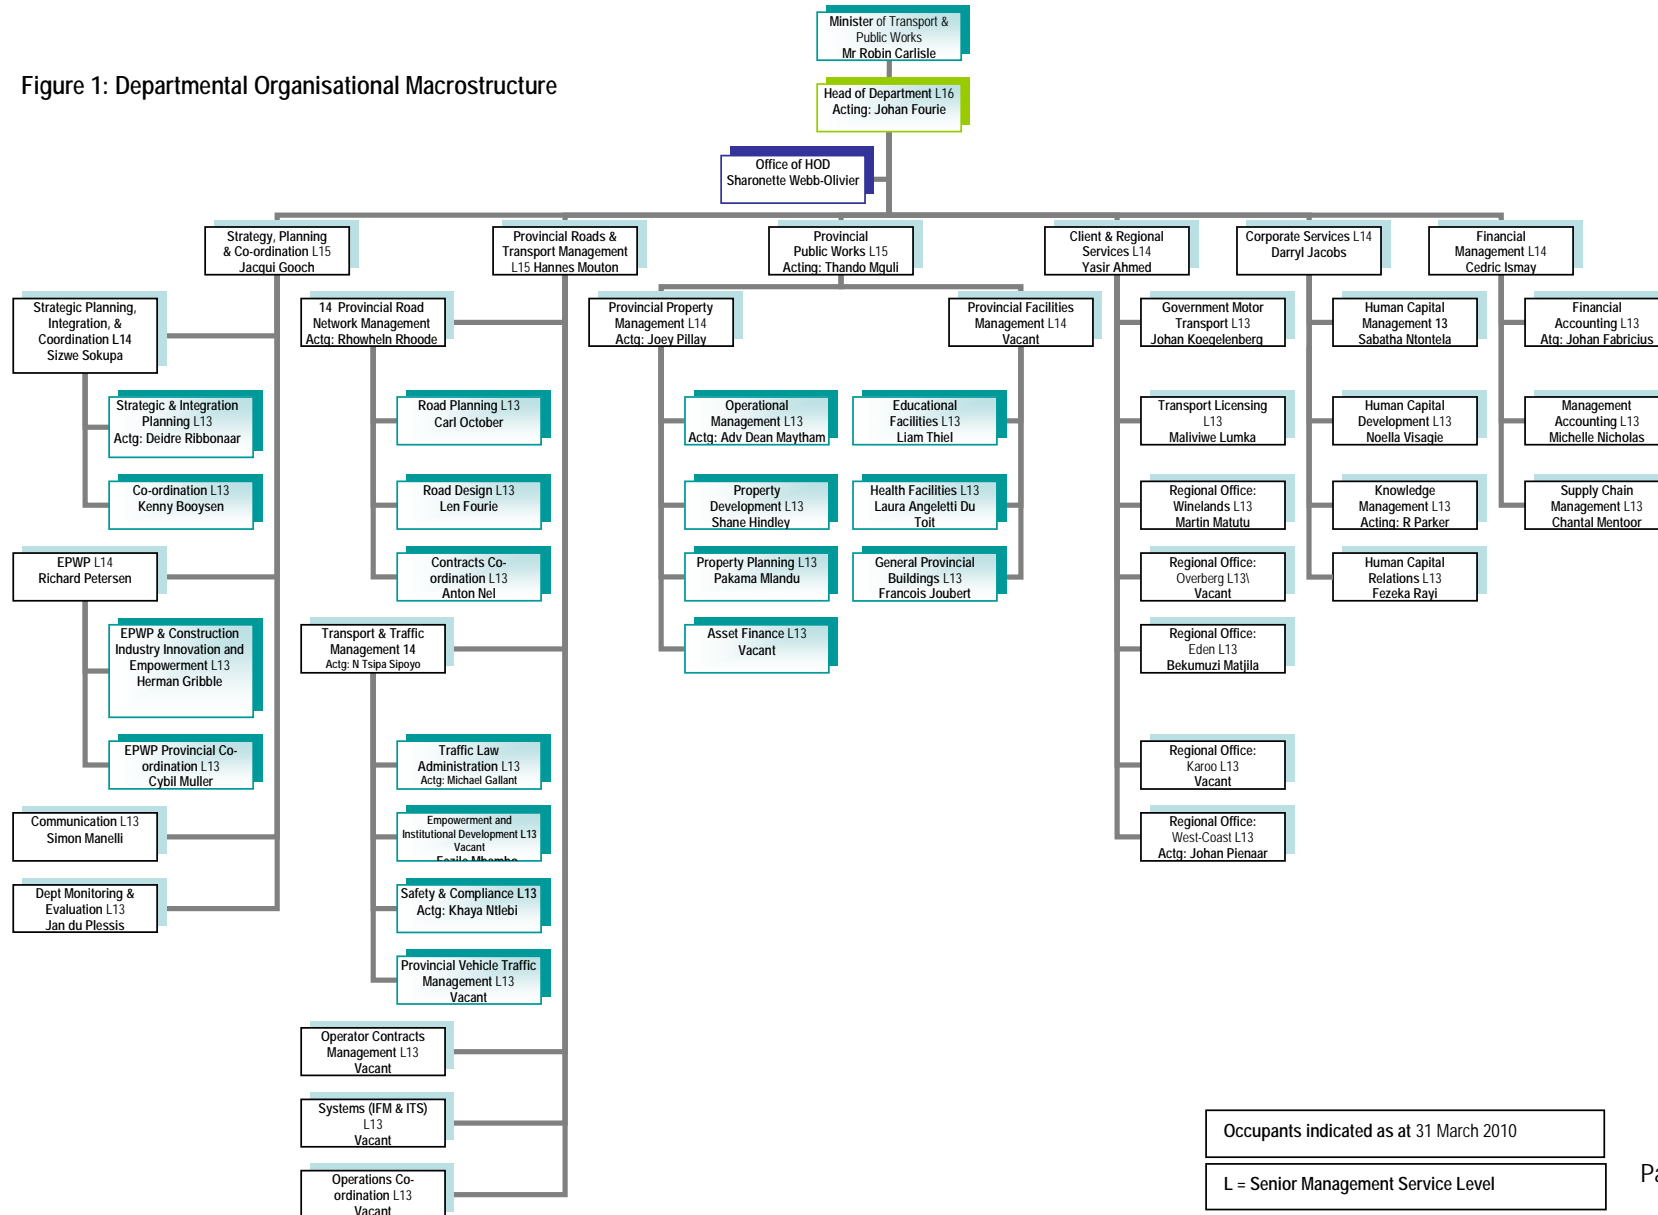 Minister of Transport &
Public Works
Mr Robin Carlisle
Figure 1: Departmental Organisational Macrostructure
Head of Department L16
Acting: Johan Fourie
Office of HOD
Sharonette Webb-Olivier
Strategy, Planning
& Co-ordination L15
Jacqui Gooch
Provincial Roads &
Transport Management
L15 Hannes Mouton
Provincial
Public Works L15
Acting: Thando Mguli
Client & Regional
Services L14
Yasir Ahmed
Corporate Services L14
Darryl Jacobs
Financial
Management L14
Cedric Ismay
Strategic Planning,
Integration, &
Coordination L14
Sizwe Sokupa
Strategic & Integration
Planning L13
Actg: Deidre Ribbonaar
Co-ordination L13
Kenny Booysen
EPWP L14
Richard Petersen
EPWP & Construction
Industry Innovation and
Empowerment L13
Herman Gribble
EPWP Provincial Co-
ordination L13
Cybil Muller
Communication L13
Simon Manelli
Dept Monitoring &
Evaluation L13
Jan du Plessis
14 Provincial Road
Network Management
Actg: Rhowheln Rhoode
Road Planning L13
Carl October
Road Design L13
Len Fourie
Contracts Co-
ordination L13
Anton Nel
Transport & Traffic
Management 14
Actg: N Tsipa Sipoyo
Traffic Law
Administration L13
Actg: Michael Gallant
Empowerment and
Institutional Development L13
Vacant
Safety & Compliance L13
Actg: Khaya Ntlebi
Provincial Vehicle Traffic
Management L13
Vacant
Operator Contracts
Management L13
Vacant
Systems (IFM & ITS)
L13
Vacant
Operations Co-
ordination L13
Vacant
Provincial Property
Management L14
Actg: Joey Pillay
Operational
Management L13
Actg: Adv Dean Maytham
Property
Development L13
Shane Hindley
Property Planning L13
Pakama Mlandu
Asset Finance L13
Vacant
Provincial Facilities
Management L14
Vacant
Educational
Facilities L13
Liam Thiel
Health Facilities L13
Laura Angeletti Du
Toit
General Provincial
Buildings L13
Francois Joubert
Government Motor
Transport L13
Johan Koegelenberg
Transport Licensing
L13
Maliviwe Lumka
Regional Office:
Winelands L13
Martin Matutu
Regional Office:
Overberg L13\
Vacant
Regional Office:
Eden L13
Bekumuzi Matjila
Regional Office:
Karoo L13
Vacant
Regional Office:
West-Coast L13
Actg: Johan Pienaar
Human Capital
Management 13
Sabatha Ntontela
Human Capital
Development L13
Noella Visagie
Knowledge
Management L13
Acting: R Parker
Human Capital
Relations L13
Fezeka Rayi
Financial
Accounting L13
Atg: Johan Fabricius
Management
Accounting L13
Michelle Nicholas
Supply Chain
Management L13
Chantal Mentoor
Occupants indicated as at 31 March 2010
L = Senior Management Service Level